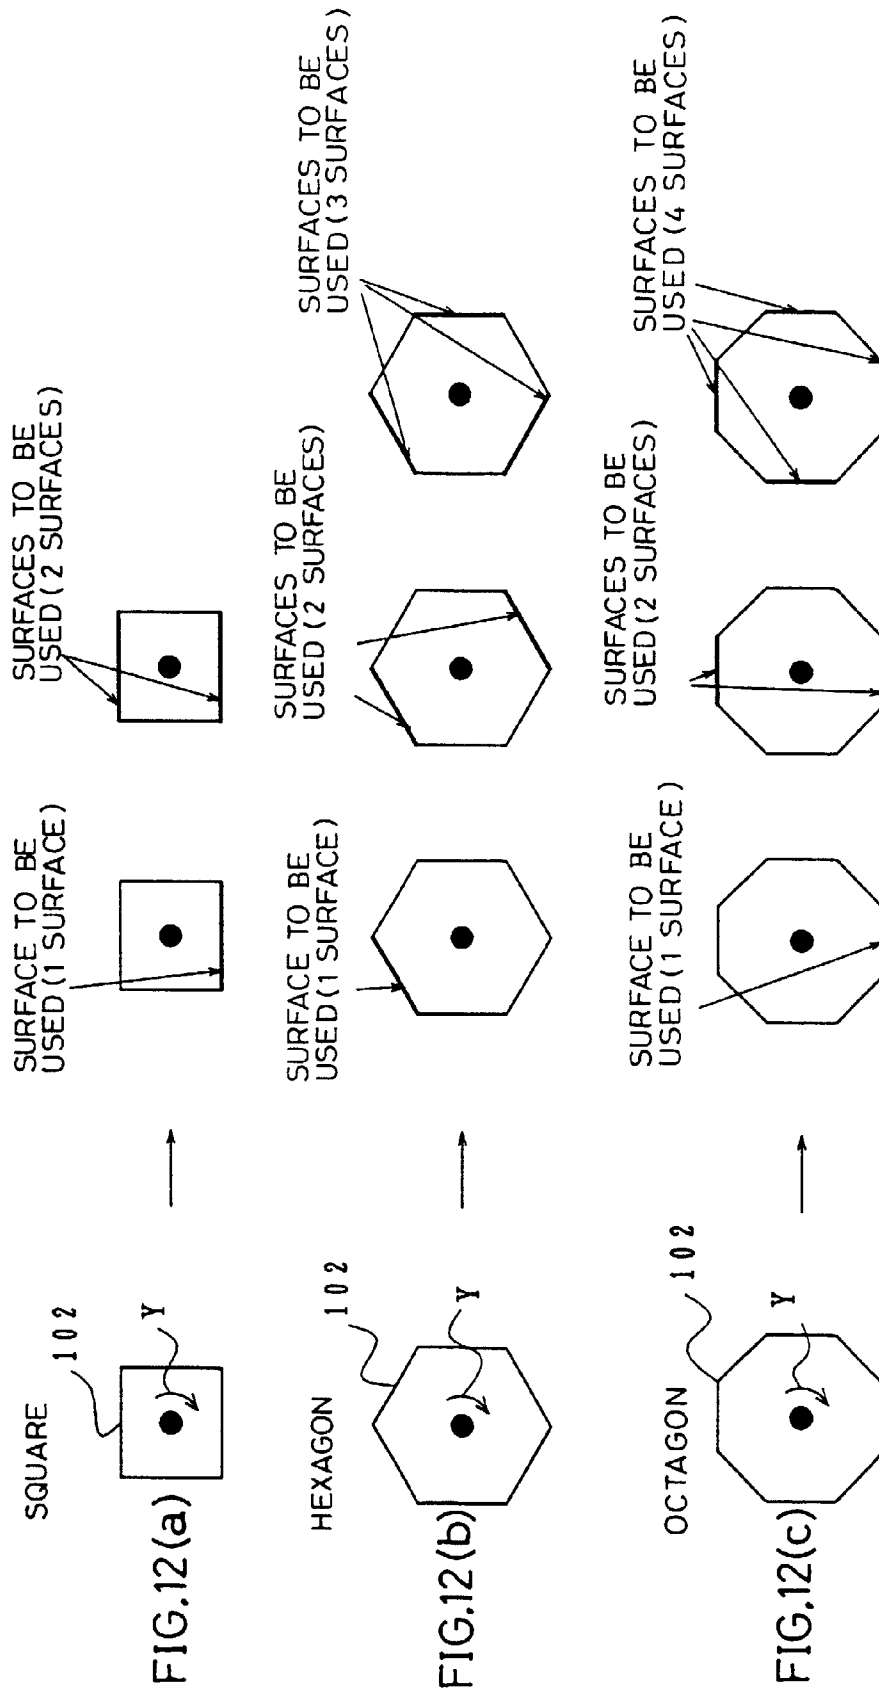 SQUARE
102
Y
SURFACE TO BE
USED (1 SURFACE)
SURFACES TO BE
USED (2 SURFACES)
FIG.12(a)
HEXAGON
102
Y
SURFACE TO BE
USED (1 SURFACE)
SURFACES TO BE
USED (2 SURFACES)
SURFACES TO BE
USED (3 SURFACES)
FIG.12(b)
OCTAGON
102
Y
SURFACE TO BE
USED (1 SURFACE)
SURFACES TO BE
USED (2 SURFACES)
SURFACES TO BE
USED (4 SURFACES)
FIG.12(c)